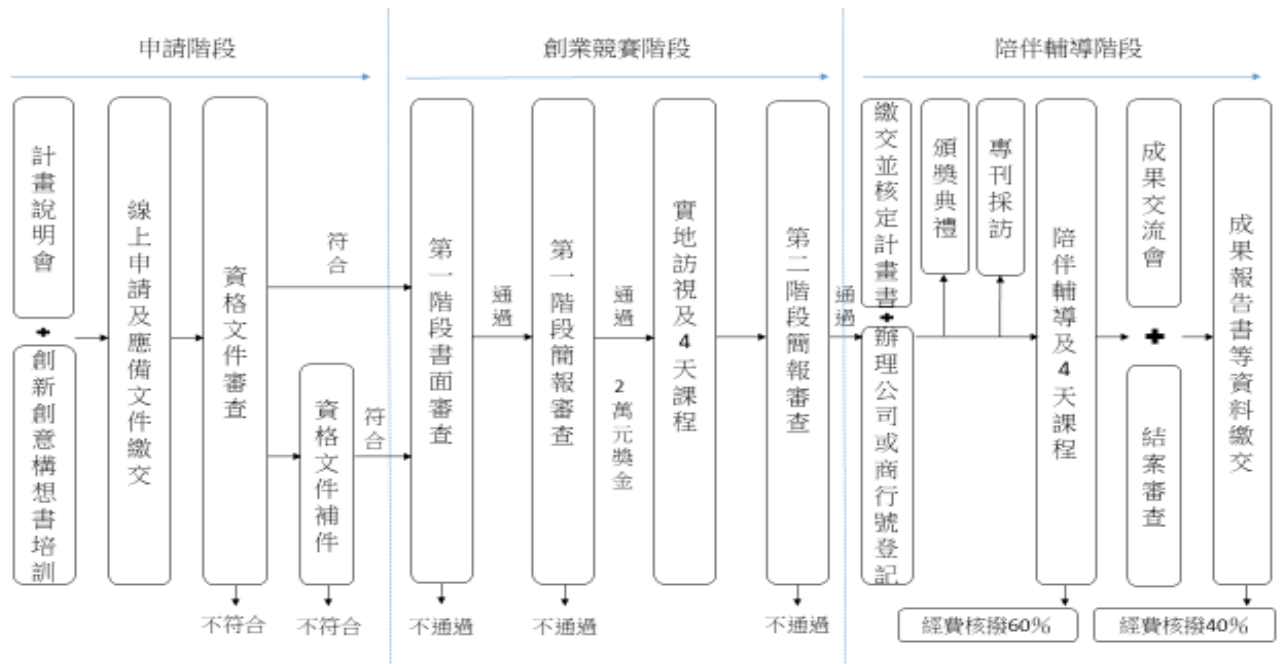 申請階段
創業競賽階段
陪伴輔導階段
計畫說明會
+
創新創意構想書培訓
線上申請及應備文件繳交
資格文件審查
符合
資格文件補件
符合
不符合
不符合
第一階段書面審查
通過
不通過
第一階段簡報審查
通過
2萬元獎金
不通過
實地訪視及4天課程
第二階段簡報審查
通過
不通過
繳交並核定計畫書
+
辦理公司或商行號登記
頒獎典禮
專刊採訪
陪伴輔導及4天課程
經費核撥60%
成果交流會
+
結案審查
成果報告書等資料繳交
經費核撥40%